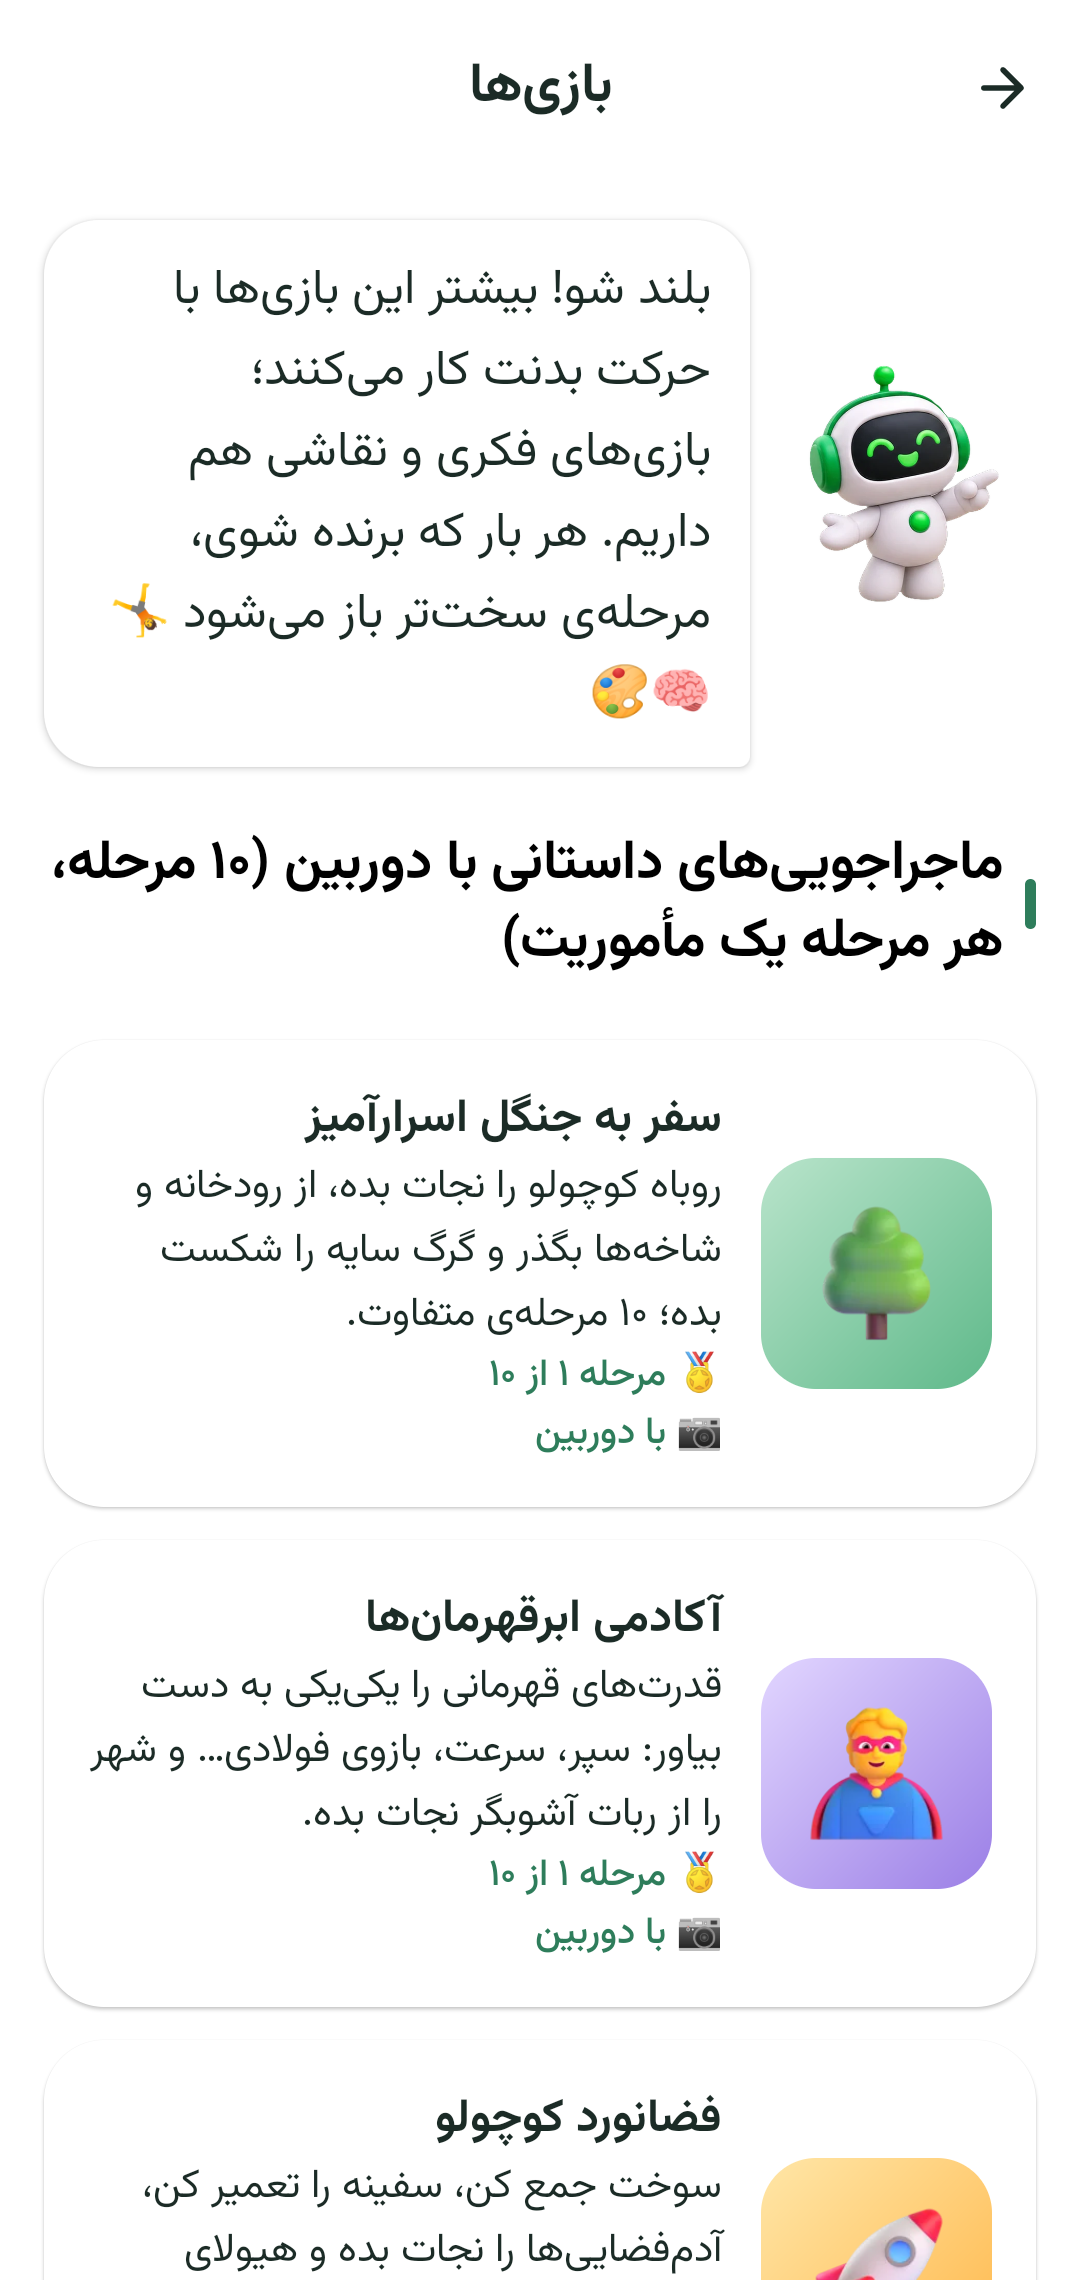 بازی‌ها
بلند شو! بیشتر این بازی‌ها با
حرکت بدنت کار می‌کنند؛
بازی‌های فکری و نقاشی هم
داریم. هر بار که برنده شوی،
مرحله‌ی سخت‌تر باز می‌شود 🤸
🧠🎨
ماجراجویی‌های داستانی با دوربین (۱۰ مرحله،
هر مرحله یک مأموریت)
سفر به جنگل اسرارآمیز
روباه کوچولو را نجات بده، از رودخانه و
شاخه‌ها بگذر و گرگ سایه را شکست
بده؛ ۱۰ مرحله‌ی متفاوت.
🏅 مرحله ۱ از ۱۰
📷 با دوربین
آکادمی ابرقهرمان‌ها
قدرت‌های قهرمانی را یکی‌یکی به دست
بیاور: سپر، سرعت، بازوی فولادی… و شهر
را از ربات آشوبگر نجات بده.
🏅 مرحله ۱ از ۱۰
📷 با دوربین
فضانورد کوچولو
سوخت جمع کن، سفینه را تعمیر کن،
آدم‌فضایی‌ها را نجات بده و هیولای